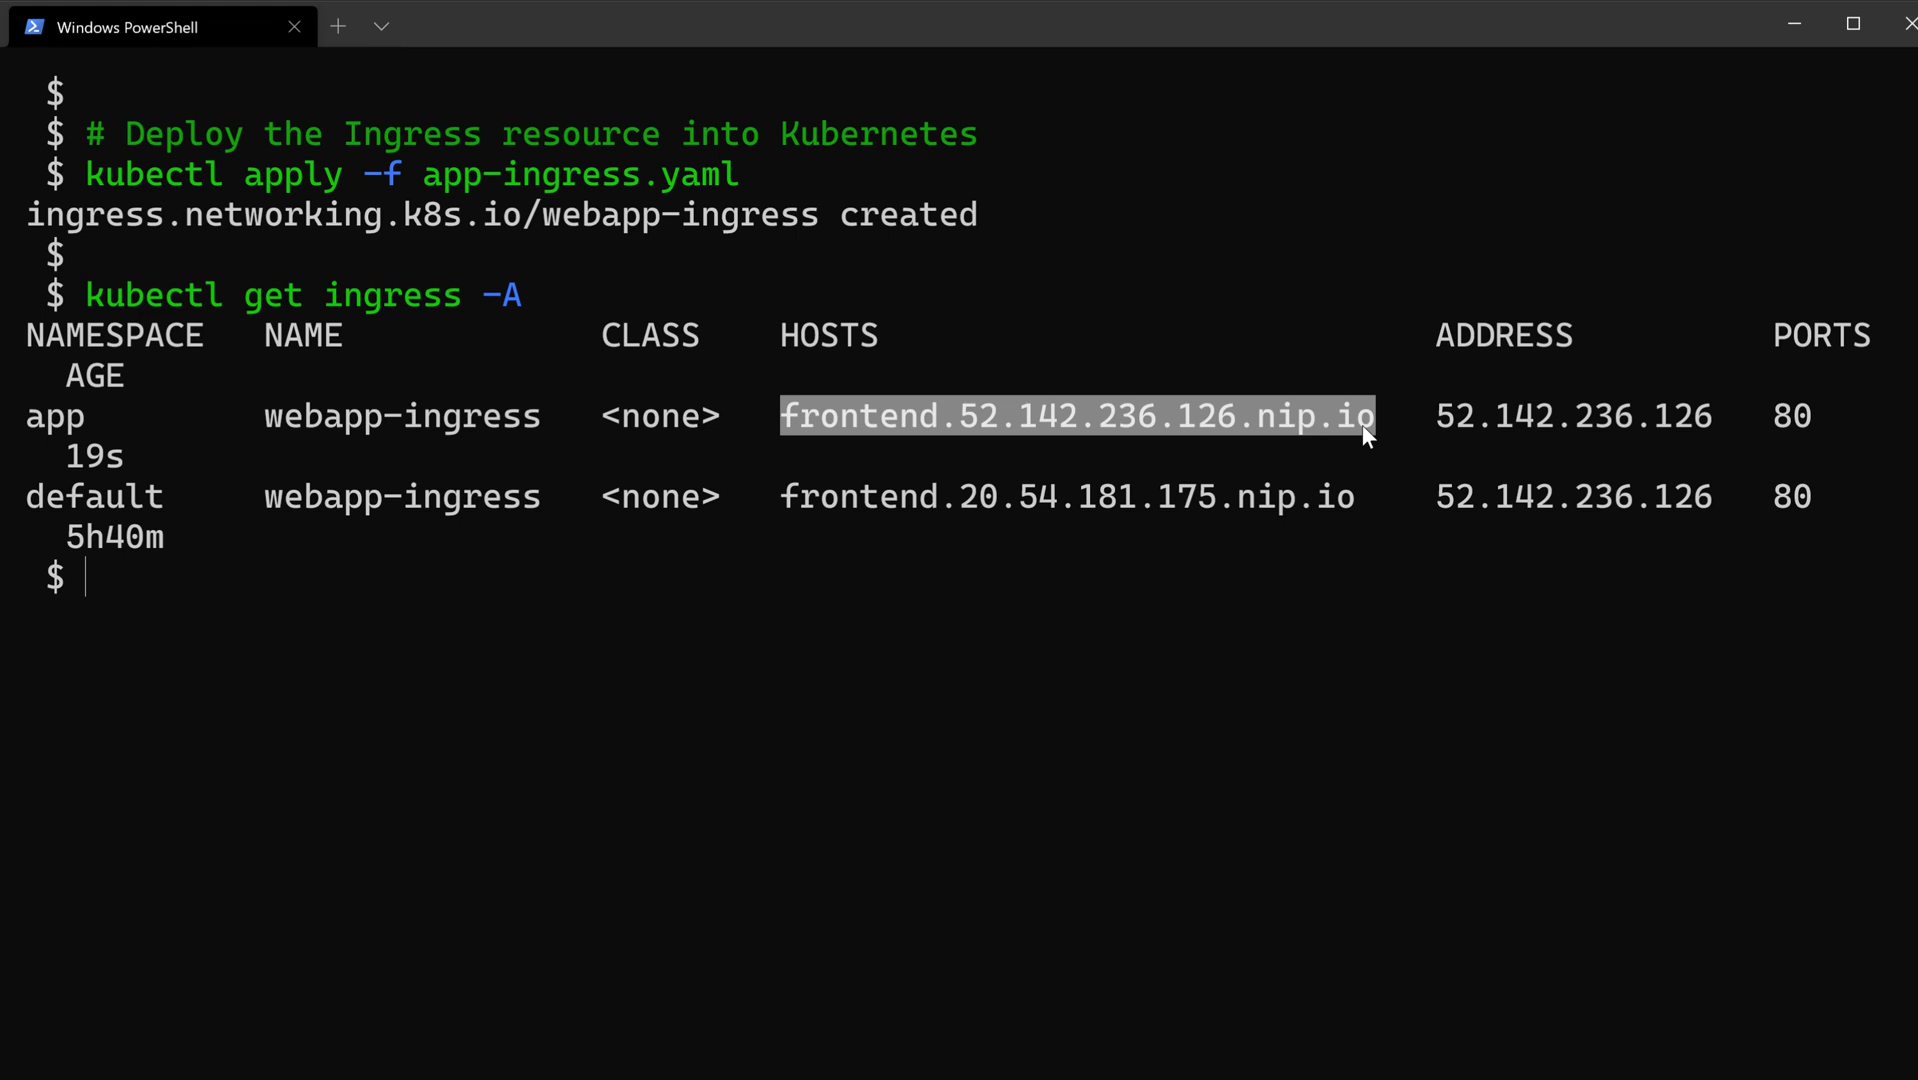 Windows PowerShell
$
$ # Deploy the Ingress resource into Kubernetes
$ kubectl apply -f app-ingress.yaml
ingress.networking.k8s.io/webapp-ingress created
$
$ kubectl get ingress -A
NAMESPACE NAME CLASS HOSTS ADDRESS PORTS
AGE
app webapp-ingress <none> frontend.52.142.236.126.nip.io 52.142.236.126 80
19s
default webapp-ingress <none> frontend.20.54.181.175.nip.io 52.142.236.126 80
5h40m
$